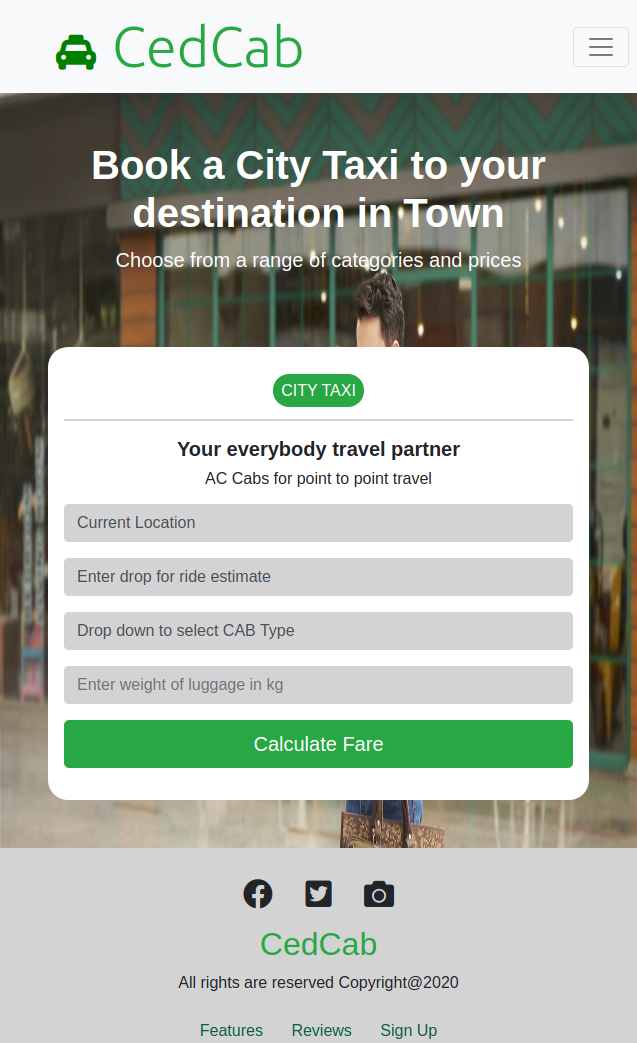 CedCab
Book a City Taxi to your
destination in Town
Choose from a range of categories and prices
CITY TAXI
Your everybody travel partner
AC Cabs for point to point travel
Current Location
Enter drop for ride estimate
Drop down to select CAB Type
Enter weight of luggage in kg
Calculate Fare
CedCab
All rights are reserved Copyright@2020
Features Reviews Sign Up